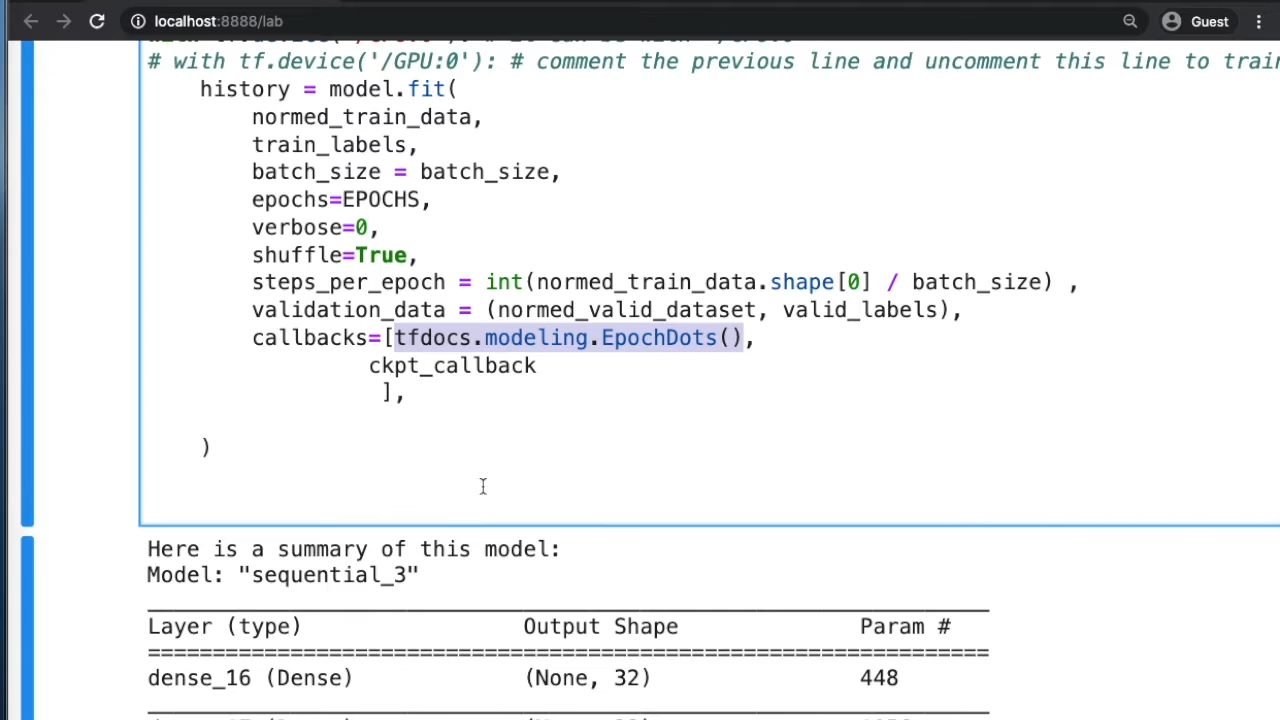 localhost:8888/lab
Guest
# with tf.device('/GPU:0'): # comment the previous line and uncomment this line to
history = model.fit(
normed_train_data,
train_labels,
batch_size = batch_size,
epochs=EPOCHS,
verbose=0,
shuffle=True,
steps_per_epoch = int(normed_train_data.shape[0] / batch_size) ,
validation_data = (normed_valid_dataset, valid_labels),
callbacks=[tfdocs.modeling.EpochDots(),
ckpt_callback
],
)
Here is a summary of this model:
Model: "sequential_3"
Layer (type) Output Shape Param #
dense_16 (Dense) (None, 32) 448